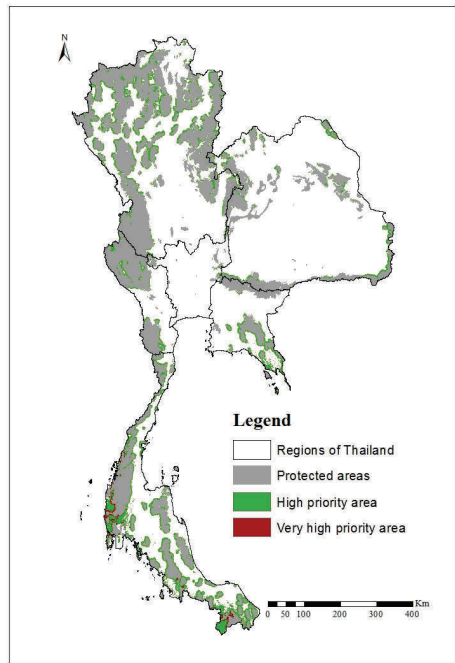 N
Legend
Regions of Thailand
Protected areas
High priority area
Very high priority area
Km
0 50 100 200 300 400